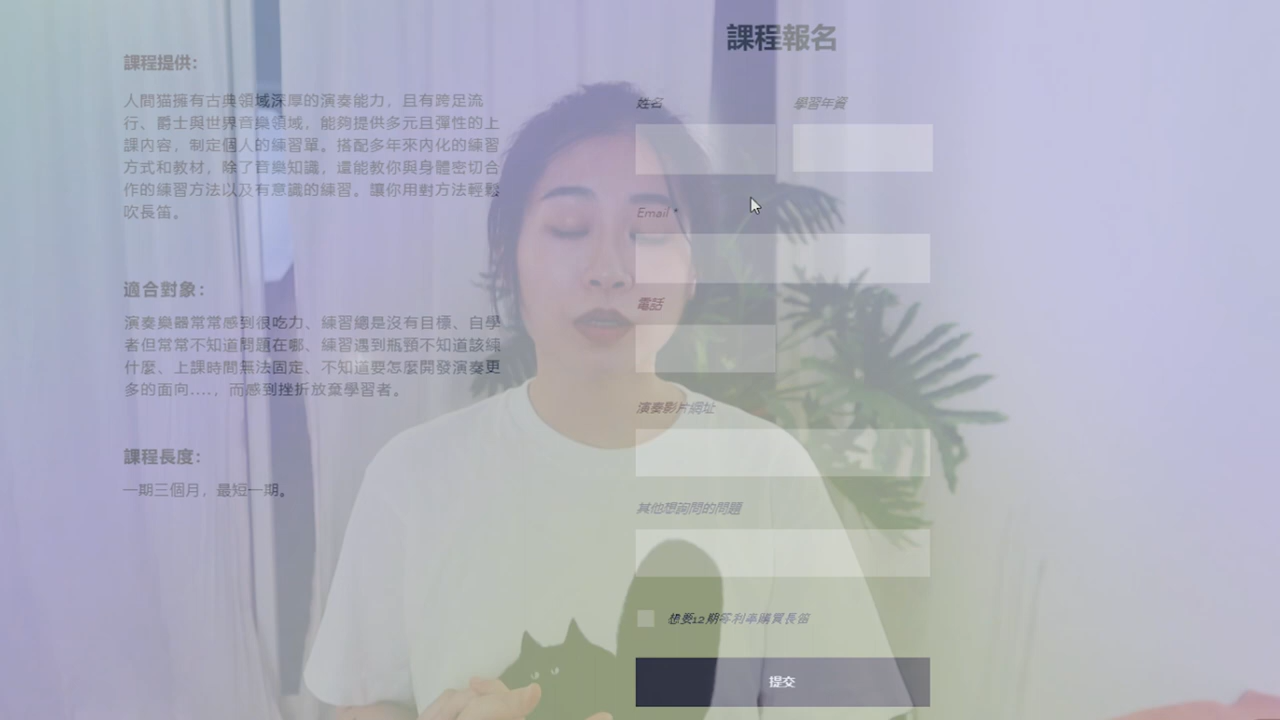 課程提供：
人間猫擁有古典領域深厚的演奏能力，且有跨足流
行、爵士與世界音樂領域，能夠提供多元且彈性的上
課內容，制定個人的練習單。搭配多年來內化的練習
方式和教材，除了音樂知識，還能教你與身體密切合
作的練習方法以及有意識的練習。讓你用對方法輕鬆
吹長笛。
適合對象：
演奏樂器常常感到很吃力、練習總是沒有目標、自學
者但常常不知道問題在哪、練習遇到瓶頸不知道該練
什麼、上課時間無法固定、不知道要怎麼開發演奏更
多的面向....，而感到挫折放棄學習者。
課程長度：
一期三個月，最短一期。
課程報名
姓名
學習年資
Email *
電話
演奏影片網址
其他想詢問的問題
想要12期零利率購買長笛
提交